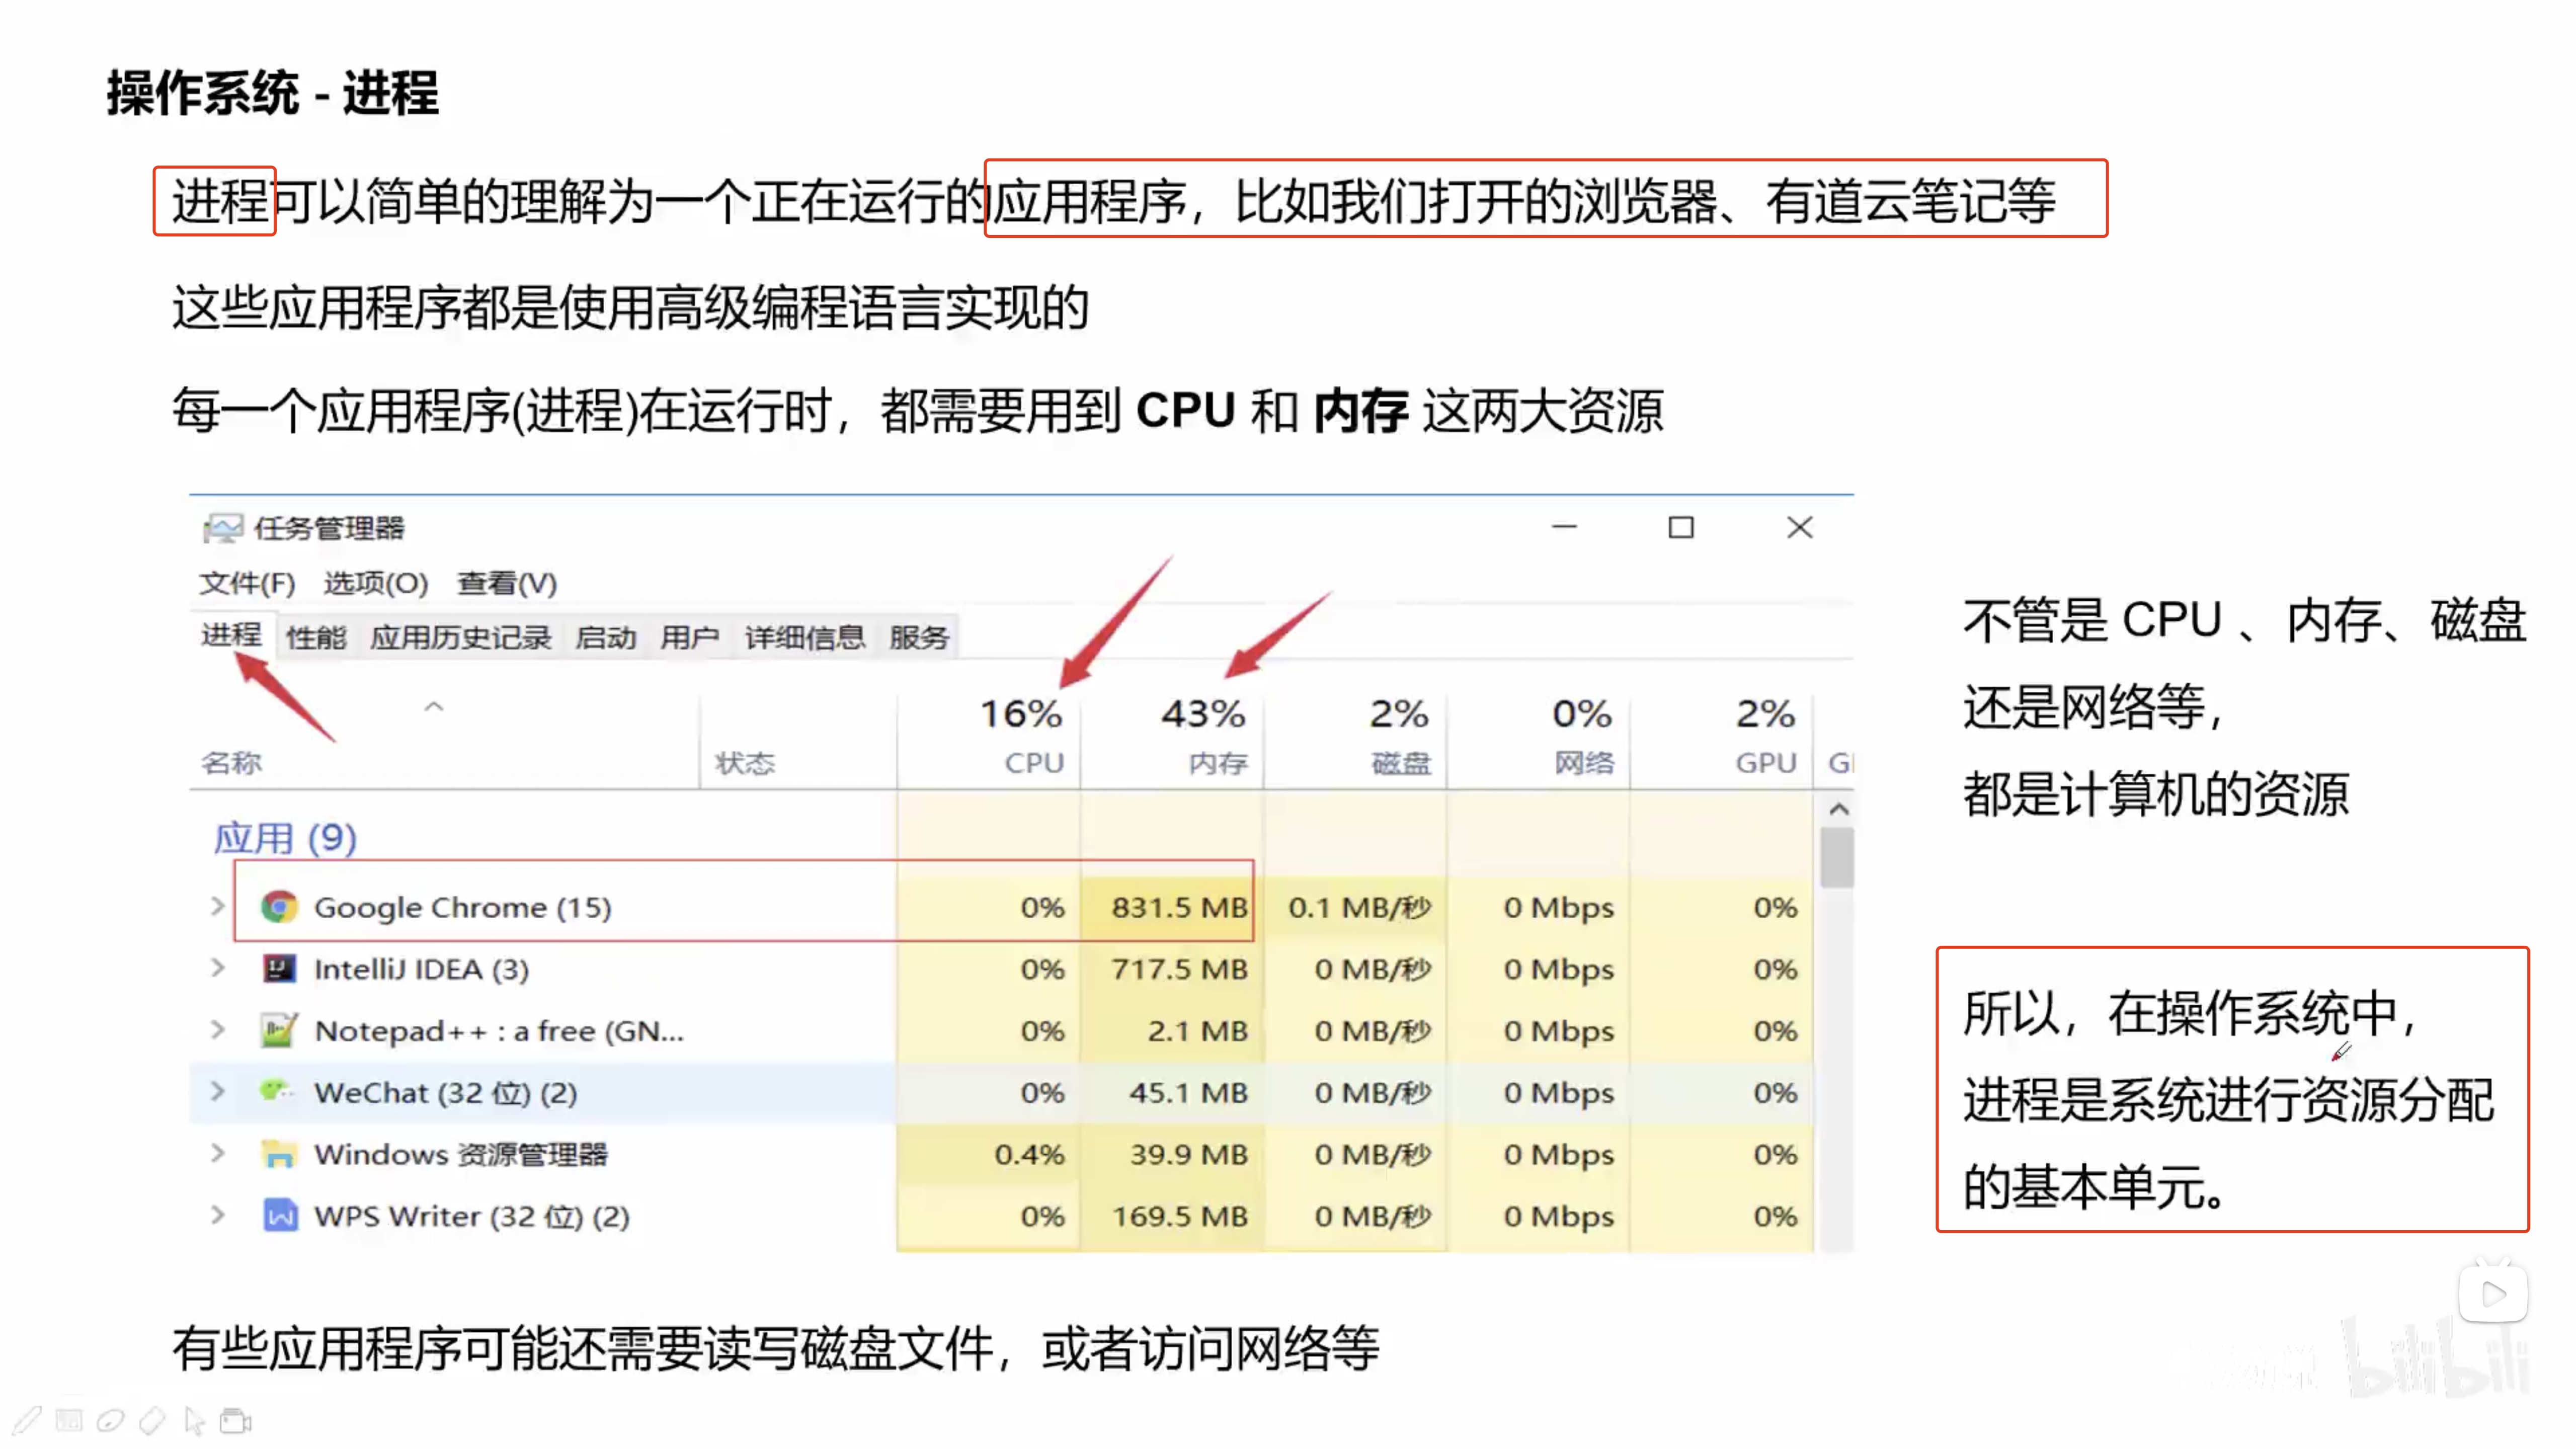 操作系统 - 进程
进程可以简单的理解为一个正在运行的应用程序，比如我们打开的浏览器、有道云笔记等
这些应用程序都是使用高级编程语言实现的
每一个应用程序(进程)在运行时，都需要用到 CPU 和 内存 这两大资源
任务管理器
文件(F) 选项(O) 查看(V)
进程 性能 应用历史记录 启动 用户 详细信息 服务
16% 43% 2% 0% 2%
名称 状态 CPU 内存 磁盘 网络 GPU
应用 (9)
Google Chrome (15) 0% 831.5 MB 0.1 MB/秒 0 Mbps 0%
IntelliJ IDEA (3) 0% 717.5 MB 0 MB/秒 0 Mbps 0%
Notepad++ : a free (GN... 0% 2.1 MB 0 MB/秒 0 Mbps 0%
WeChat (32 位) (2) 0% 45.1 MB 0 MB/秒 0 Mbps 0%
Windows 资源管理器 0.4% 39.9 MB 0 MB/秒 0 Mbps 0%
WPS Writer (32 位) (2) 0% 169.5 MB 0 MB/秒 0 Mbps 0%
不管是 CPU 、内存、磁盘
还是网络等，
都是计算机的资源
所以，在操作系统中，
进程是系统进行资源分配
的基本单元。
有些应用程序可能还需要读写磁盘文件，或者访问网络等
bilibili